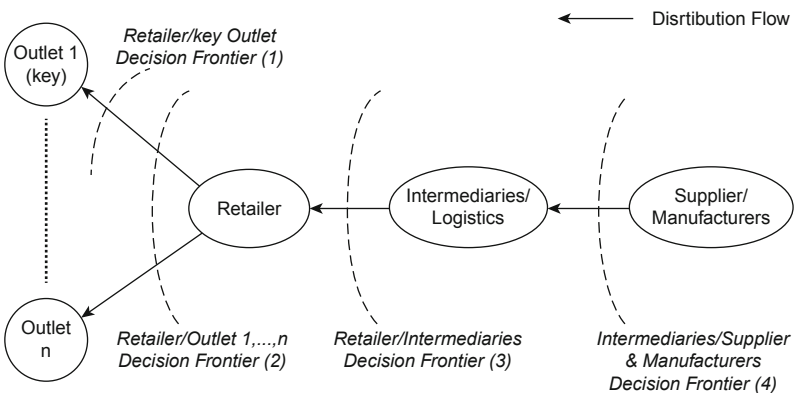 Disrtibution Flow
Retailer/key Outlet
Decision Frontier (1)
Outlet 1
(key)
Retailer
Intermediaries/
Logistics
Supplier/
Manufacturers
Outlet
n
Retailer/Outlet 1,...,n
Decision Frontier (2)
Retailer/Intermediaries
Decision Frontier (3)
Intermediaries/Supplier
& Manufacturers
Decision Frontier (4)